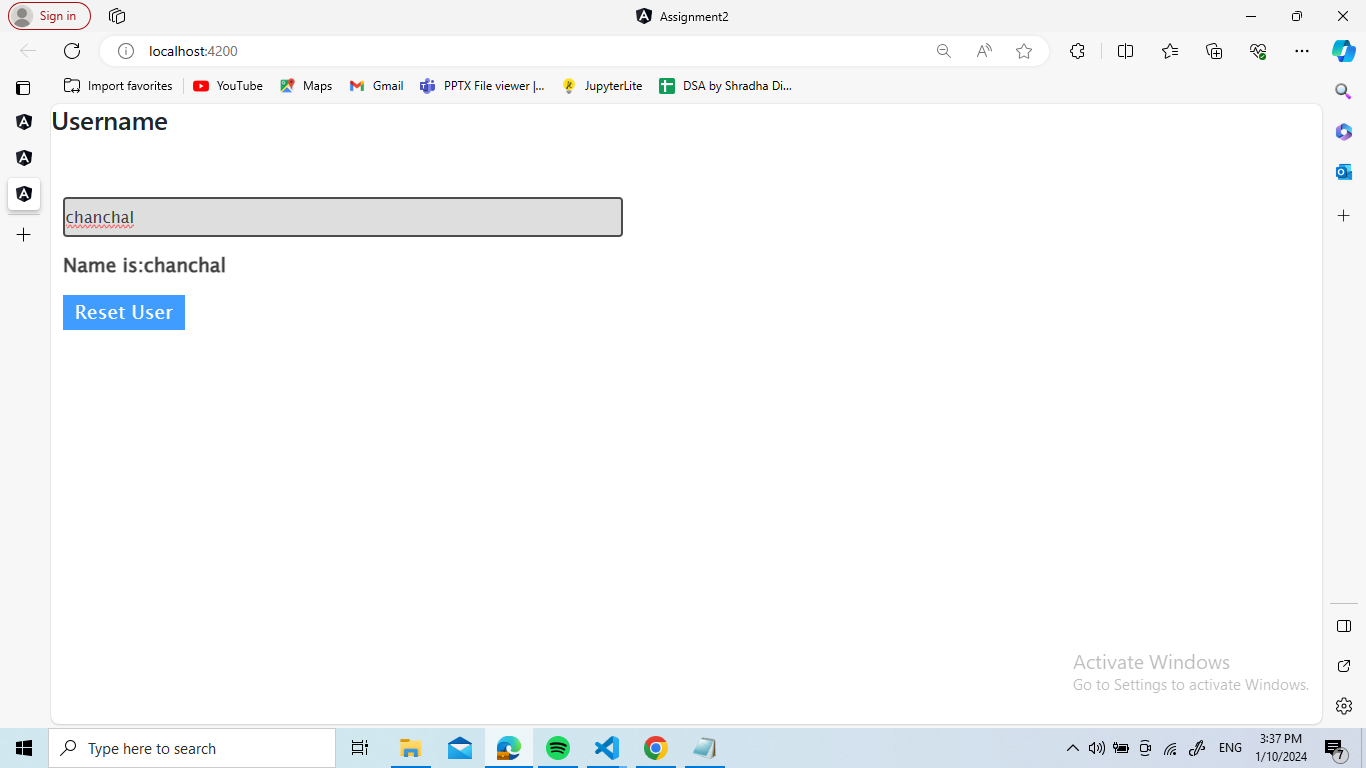 Sign in
Assignment2
localhost:4200
Import favorites
YouTube
Maps
Gmail
PPTX File viewer |...
JupyterLite
DSA by Shradha Di...
Username
chanchal
Name is:chanchal
Reset User
Activate Windows
Go to Settings to activate Windows.
Type here to search
ENG
3:37 PM
1/10/2024
7